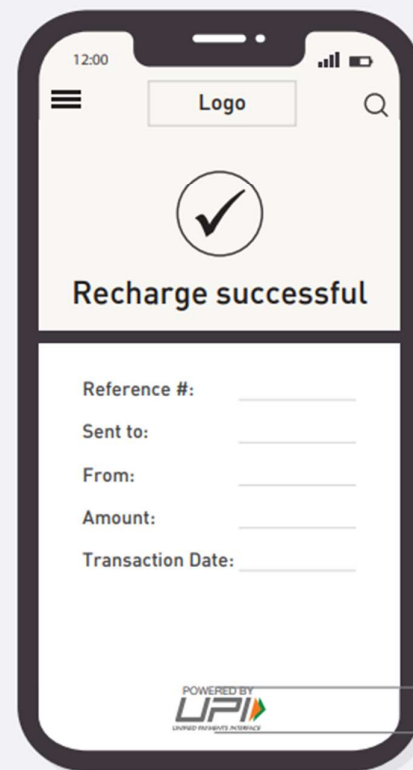 12:00
Logo
Recharge successful
Reference #:
Sent to:
From:
Amount:
Transaction Date:
POWERED BY
UPI
UNIFIED PAYMENTS INTERFACE